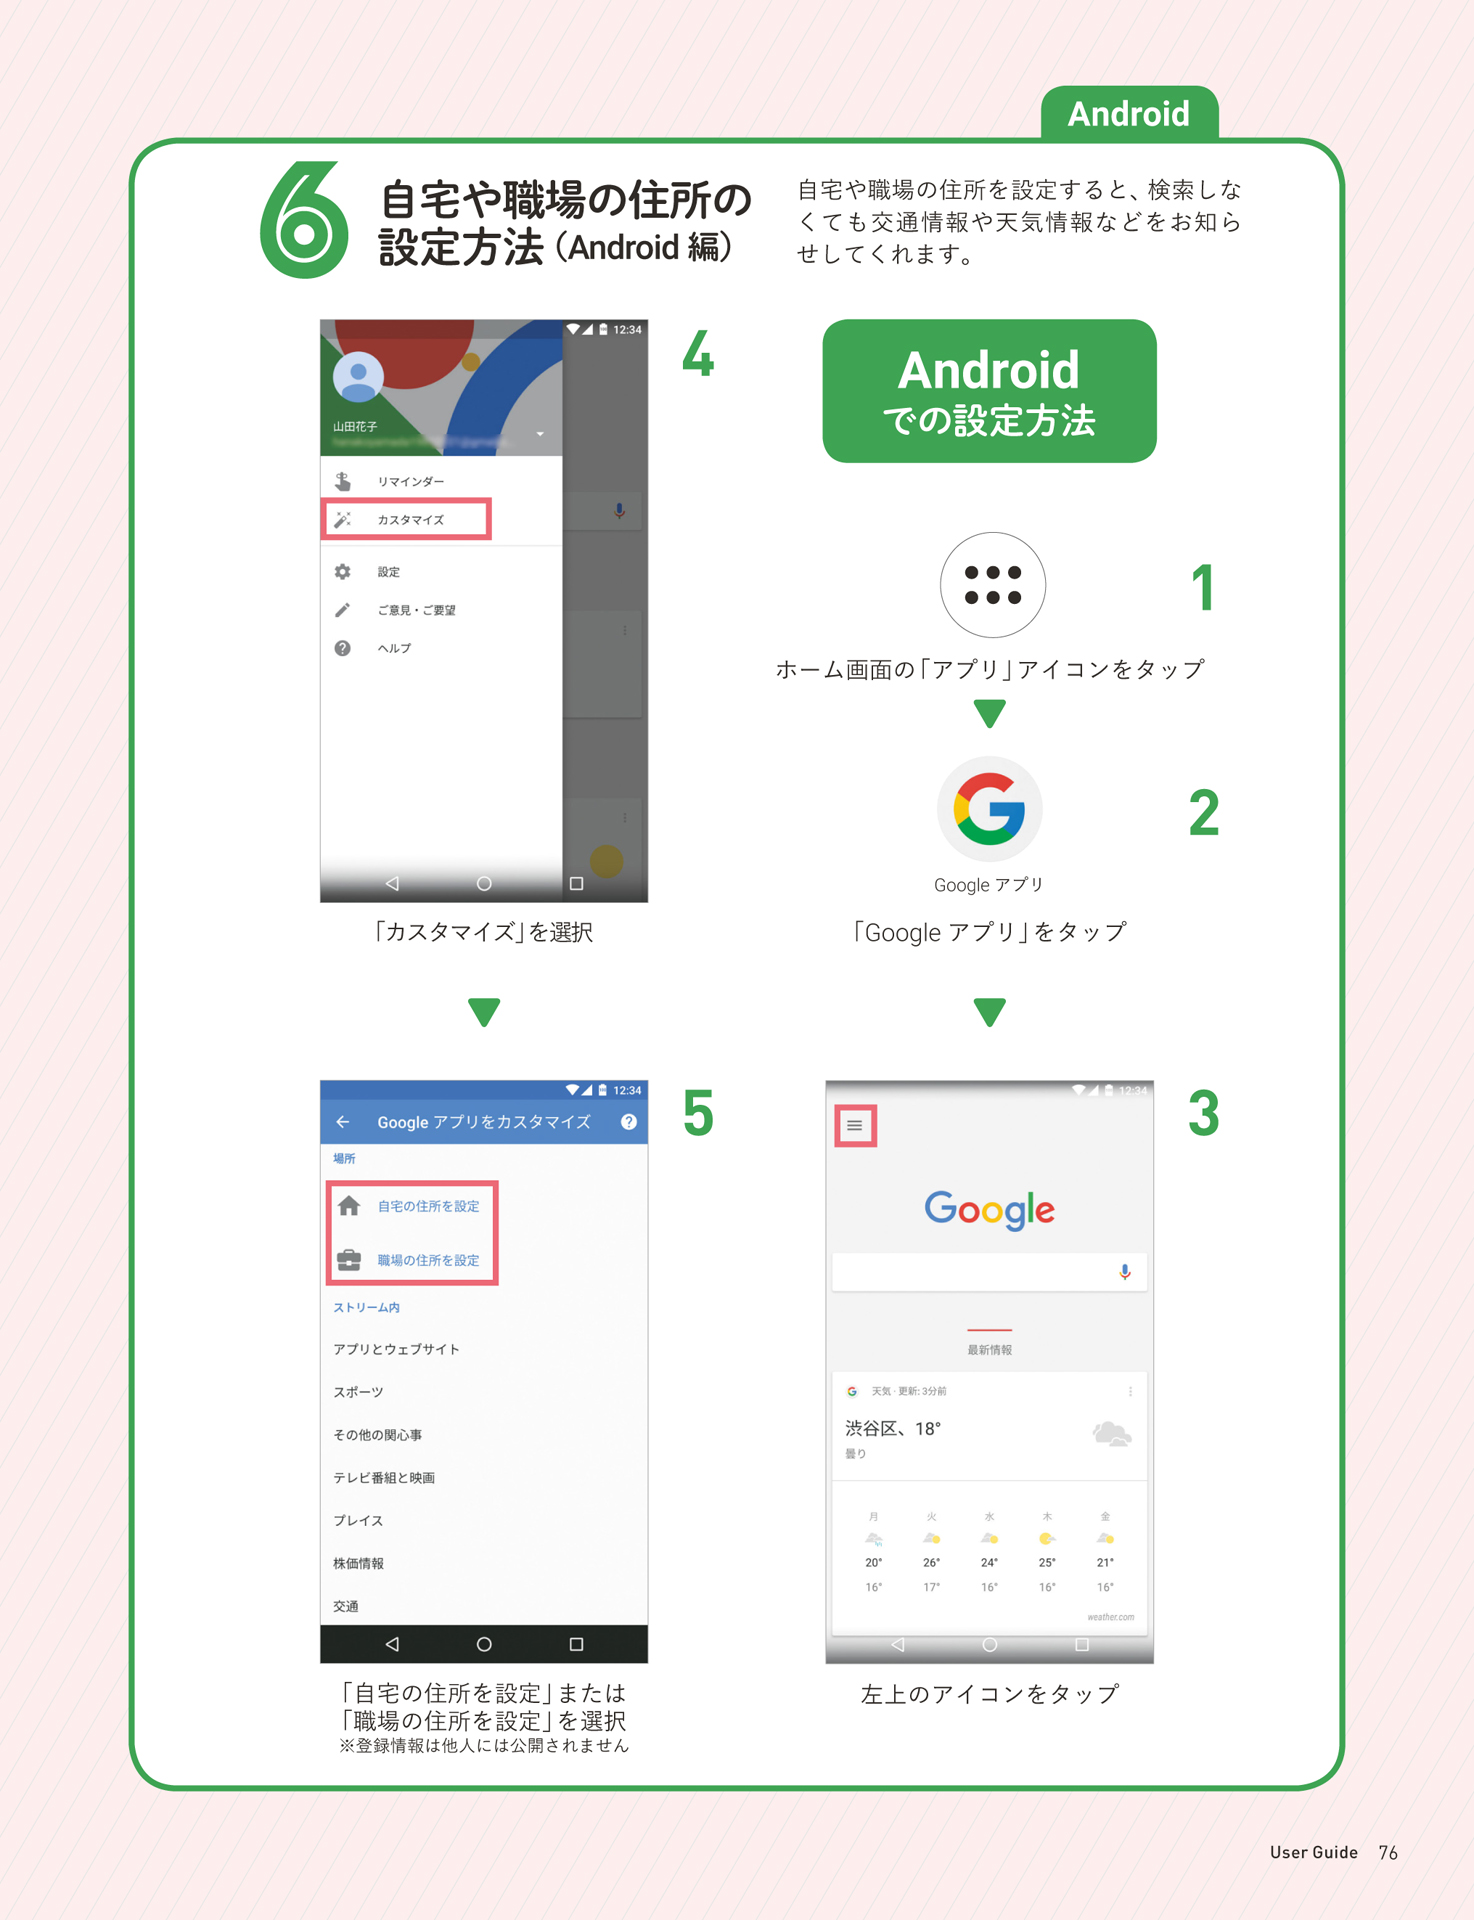 Android
6
自宅や職場の住所の
設定方法（Android 編）
自宅や職場の住所を設定すると、検索しな
くても交通情報や天気情報などをお知ら
せしてくれます。
Android
での設定方法
1
ホーム画面の「アプリ」アイコンをタップ
2
Google アプリ
「Google アプリ」をタップ
3
12:34
Google
最新情報
天気 · 更新: 3分前
渋谷区、18°
曇り
月 火 水 木 金
20° 26° 24° 25° 21°
16° 17° 16° 16° 16°
weather.com
左上のアイコンをタップ
4
12:34
山田花子
リマインダー
カスタマイズ
設定
ご意見・ご要望
ヘルプ
「カスタマイズ」を選択
5
12:34
Google アプリをカスタマイズ
場所
自宅の住所を設定
職場の住所を設定
ストリーム内
アプリとウェブサイト
スポーツ
その他の関心事
テレビ番組と映画
プレイス
株価情報
交通
「自宅の住所を設定」または
「職場の住所を設定」を選択
※登録情報は他人には公開されません
User Guide 76